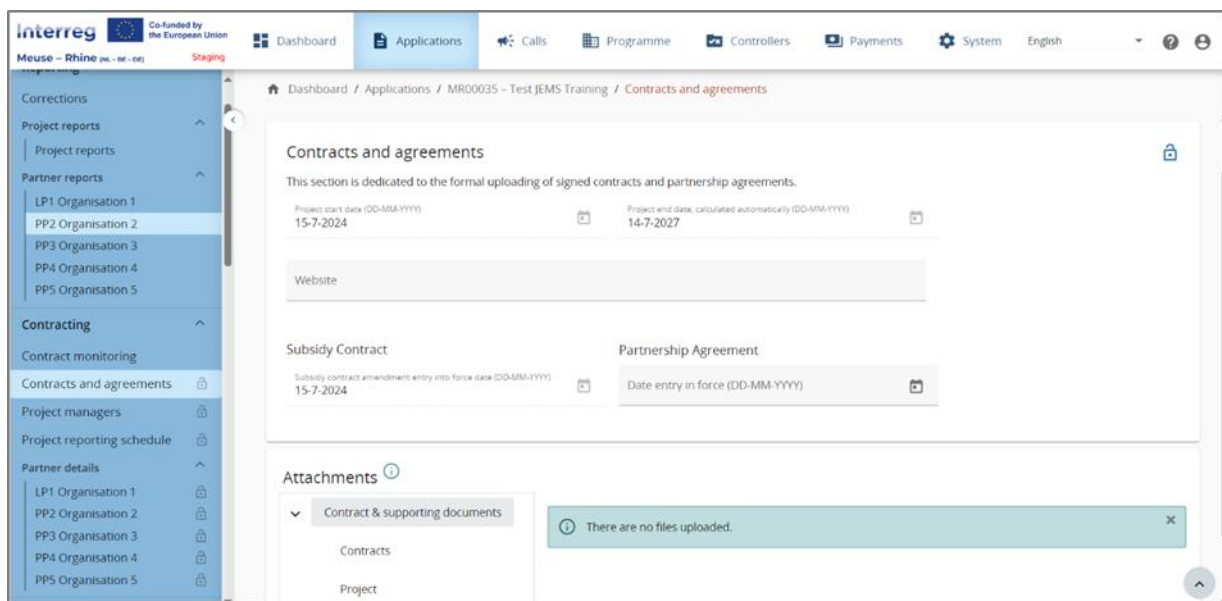 Interreg
Co-funded by
the European Union
Meuse – Rhine (NL - BE - DE)
Staging
Dashboard
Applications
Calls
Programme
Controllers
Payments
System
English
Reporting
Corrections
Project reports
Project reports
Partner reports
LP1 Organisation 1
PP2 Organisation 2
PP3 Organisation 3
PP4 Organisation 4
PP5 Organisation 5
Contracting
Contract monitoring
Contracts and agreements
Project managers
Project reporting schedule
Partner details
LP1 Organisation 1
PP2 Organisation 2
PP3 Organisation 3
PP4 Organisation 4
PP5 Organisation 5
Dashboard / Applications / MR00035 – Test JEMS Training / Contracts and agreements
Contracts and agreements
This section is dedicated to the formal uploading of signed contracts and partnership agreements.
Project start date (DD-MM-YYYY)
15-7-2024
Project end date, calculated automatically (DD-MM-YYYY)
14-7-2027
Website
Subsidy Contract
Subsidy contract amendment entry into force date (DD-MM-YYYY)
15-7-2024
Partnership Agreement
Date entry in force (DD-MM-YYYY)
Attachments
Contract & supporting documents
Contracts
Project
There are no files uploaded.